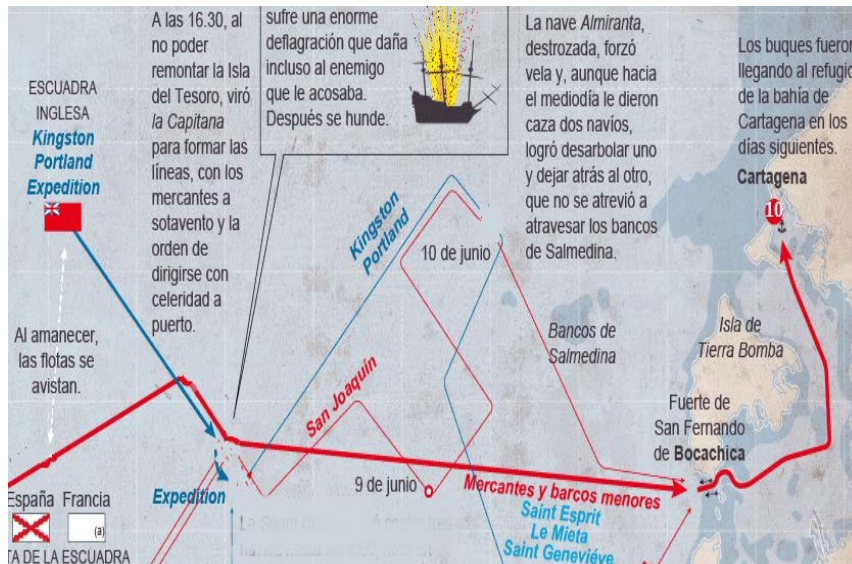 A las 16.30, al
no poder
remontar la Isla
del Tesoro, viró
la Capitana
para formar las
líneas, con los
mercantes a
sotavento y la
orden de
dirigirse con
celeridad a
puerto.
sufre una enorme
deflagración que daña
incluso al enemigo
que le acosaba.
Después se hunde.
La nave Almiranta,
destrozada, forzó
vela y, aunque hacia
el mediodía le dieron
caza dos navíos,
logró desarbolar uno
y dejar atrás al otro,
que no se atrevió a
atravesar los bancos
de Salmedina.
Los buques fueron
llegando al refugio
de la bahía de
Cartagena en los
días siguientes.
Cartagena
10
ESCUADRA
INGLESA
Kingston
Portland
Expedition
Al amanecer,
las flotas se
avistan.
Kingston
Portland
10 de junio
Bancos de
Salmedina
Isla de
Tierra Bomba
San Joaquín
Fuerte de
San Fernando
de Bocachica
Expedition
9 de junio
Mercantes y barcos menores
Saint Esprit
Le Mieta
Saint Geneviéve
España Francia
(a)
TA DE LA ESCUADRA